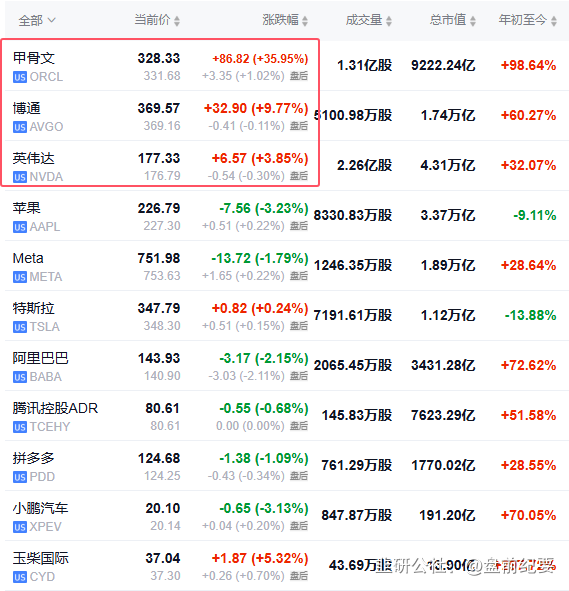 全部 当前价 涨跌幅 成交量 总市值 年初至今
甲骨文 328.33 +86.82 (+35.95%) 1.31亿股 9222.24亿 +98.64%
US ORCL 331.68 +3.35 (+1.02%) 盘后
博通 369.57 +32.90 (+9.77%) 5100.98万股 1.74万亿 +60.27%
US AVGO 369.16 -0.41 (-0.11%) 盘后
英伟达 177.33 +6.57 (+3.85%) 2.26亿股 4.31万亿 +32.07%
US NVDA 176.79 -0.54 (-0.30%) 盘后
苹果 226.79 -7.56 (-3.23%) 8330.83万股 3.37万亿 -9.11%
US AAPL 227.30 +0.51 (+0.22%) 盘后
Meta 751.98 -13.72 (-1.79%) 1246.35万股 1.89万亿 +28.64%
US META 753.63 +1.65 (+0.22%) 盘后
特斯拉 347.79 +0.82 (+0.24%) 7191.61万股 1.12万亿 -13.88%
US TSLA 348.30 +0.51 (+0.15%) 盘后
阿里巴巴 143.93 -3.17 (-2.15%) 2065.45万股 3431.28亿 +72.62%
US BABA 140.90 -3.03 (-2.11%) 盘后
腾讯控股ADR 80.61 -0.55 (-0.68%) 145.83万股 7623.29亿 +51.58%
US TCEHY 80.61 0.00 (0.00%) 盘后
拼多多 124.68 -1.38 (-1.09%) 761.29万股 1770.02亿 +28.55%
US PDD 124.25 -0.43 (-0.34%) 盘后
小鹏汽车 20.10 -0.65 (-3.13%) 847.87万股 191.20亿 +70.05%
US XPEV 20.14 +0.04 (+0.20%) 盘后
玉柴国际 37.04 +1.87 (+5.32%) 43.69万股
US CYD 37.30 +0.26 (+0.70%) 盘后
韭研公社：@盘前纪要